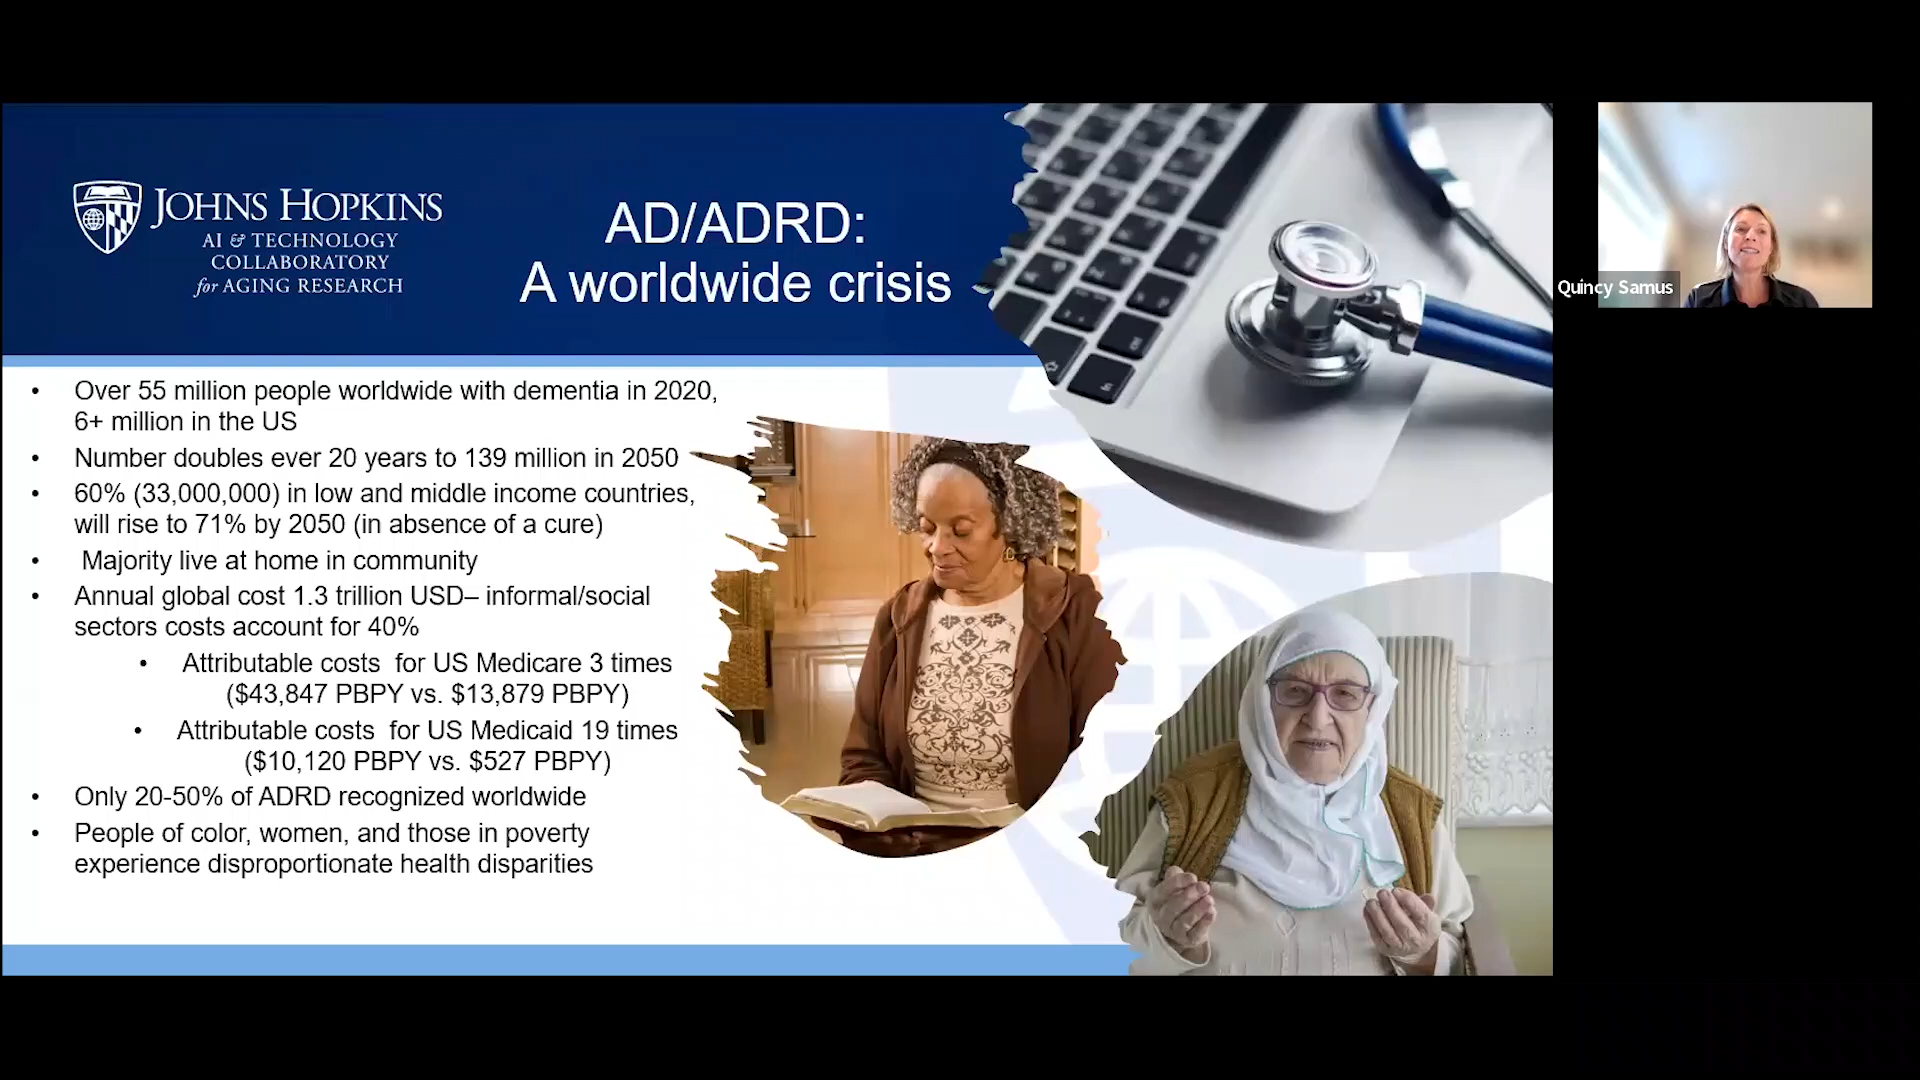 JOHNS HOPKINS
AI & TECHNOLOGY
COLLABORATORY
for AGING RESEARCH
AD/ADRD:
A worldwide crisis
• Over 55 million people worldwide with dementia in 2020,
6+ million in the US
• Number doubles ever 20 years to 139 million in 2050
• 60% (33,000,000) in low and middle income countries,
will rise to 71% by 2050 (in absence of a cure)
• Majority live at home in community
• Annual global cost 1.3 trillion USD– informal/social
sectors costs account for 40%
• Attributable costs for US Medicare 3 times
($43,847 PBPY vs. $13,879 PBPY)
• Attributable costs for US Medicaid 19 times
($10,120 PBPY vs. $527 PBPY)
• Only 20-50% of ADRD recognized worldwide
• People of color, women, and those in poverty
experience disproportionate health disparities
Quincy Samus